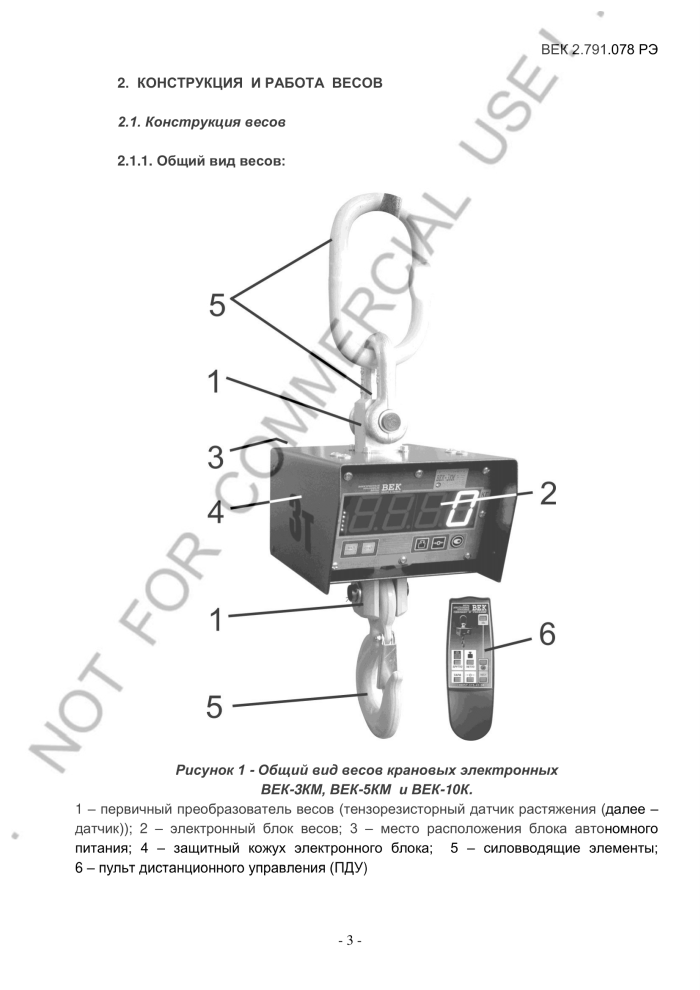 ВЕК 2.791.078 РЭ
2. КОНСТРУКЦИЯ И РАБОТА ВЕСОВ
2.1. Конструкция весов
2.1.1. Общий вид весов:
NOT FOR COMMERCIAL USE !
5
1
3
4
3т
ВЕК
0
2
1
ВЕК
6
5
Рисунок 1 - Общий вид весов крановых электронных
ВЕК-3КМ, ВЕК-5КМ и ВЕК-10К.
1 – первичный преобразователь весов (тензорезисторный датчик растяжения (далее –
датчик)); 2 – электронный блок весов; 3 – место расположения блока автономного
питания; 4 – защитный кожух электронного блока; 5 – силовводящие элементы;
6 – пульт дистанционного управления (ПДУ)
- 3 -